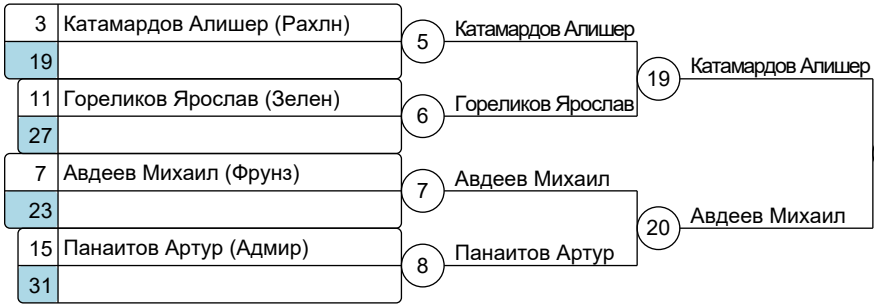 3 Катамардов Алишер (Рахлн)
19
5
Катамардов Алишер
11 Гореликов Ярослав (Зелен)
27
6
Гореликов Ярослав
19
Катамардов Алишер
7 Авдеев Михаил (Фрунз)
23
7
Авдеев Михаил
15 Панаитов Артур (Адмир)
31
8
Панаитов Артур
20
Авдеев Михаил